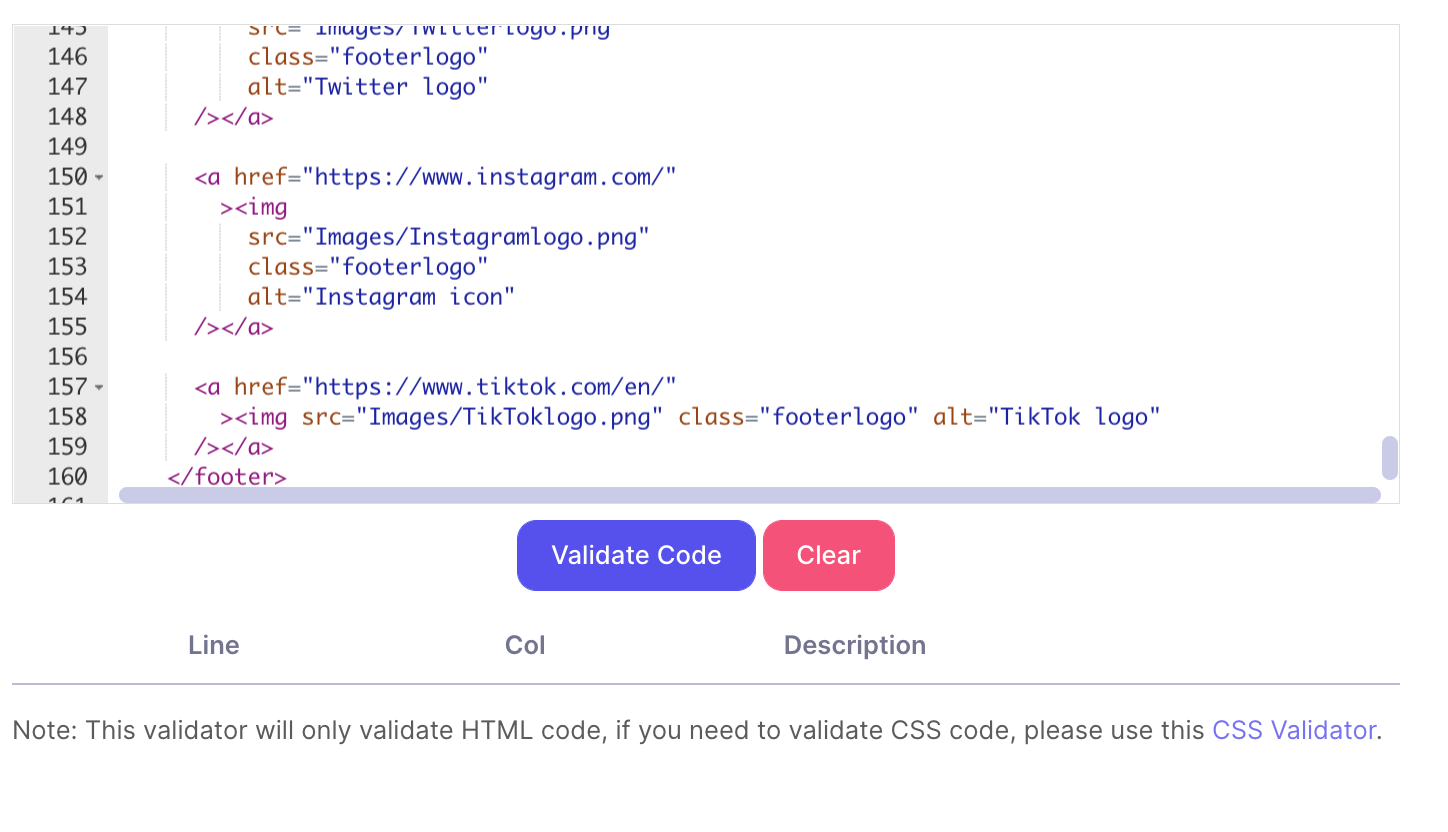 145 src="Images/Twitterlogo.png
146 class="footerlogo"
147 alt="Twitter logo"
148 /></a>
149
150 <a href="https://www.instagram.com/"
151 ><img
152 src="Images/Instagramlogo.png"
153 class="footerlogo"
154 alt="Instagram icon"
155 /></a>
156
157 <a href="https://www.tiktok.com/en/"
158 ><img src="Images/TikToklogo.png" class="footerlogo" alt="TikTok logo"
159 /></a>
160 </footer>
161
Validate Code Clear
Line Col Description
Note: This validator will only validate HTML code, if you need to validate CSS code, please use this CSS Validator.